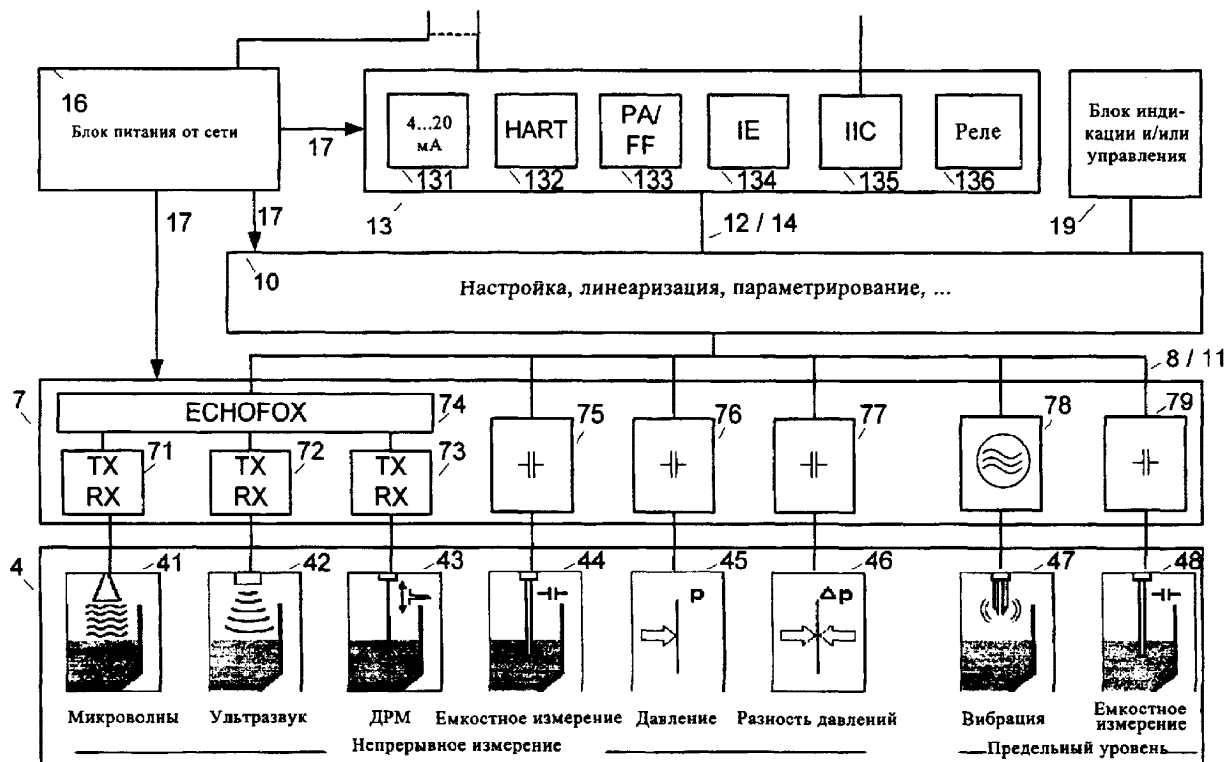 16
Блок питания от сети
17
4...20
мА
131
HART
132
PA/
FF
133
IE
134
IIC
135
Реле
136
13
Блок инди-
кации и/или
управления
19
17
17
12 / 14
10
Настройка, линеаризация, параметрирование, ...
8 / 11
7
ECHOFOX
74
TX
RX
71
TX
RX
72
TX
RX
73
75
76
77
78
79
4
41
42
43
44
45
p
46
Δp
47
48
Микроволны
Ультразвук
ДРМ
Емкостное измерение
Давление
Разность давлений
Вибрация
Емкостное
измерение
Непрерывное измерение
Предельный уровень